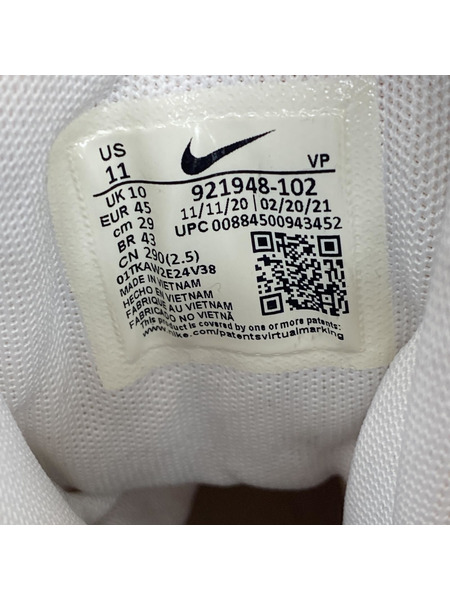 US
11
VP
921948-102
UK 10
11/11/20 02/20/21
EUR 45
UPC 00884500943452
cm 29
BR 43
CN 290(2.5)
01TKAW2E24V38
MADE IN VIETNAM
HECHO EN VIETNAM
FABRIQUE AU VIETNAM
FABRICADO NO VIETNÃ
This product is covered by one or more patents:
www.nike.com/patentsvirtualmarking